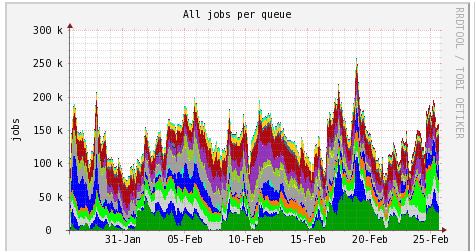 All jobs per queue
300 k
250 k
200 k
150 k
100 k
50 k
0
jobs
31-Jan 05-Feb 10-Feb 15-Feb 20-Feb 25-Feb
RRDTOOL / TOBI OETIKER